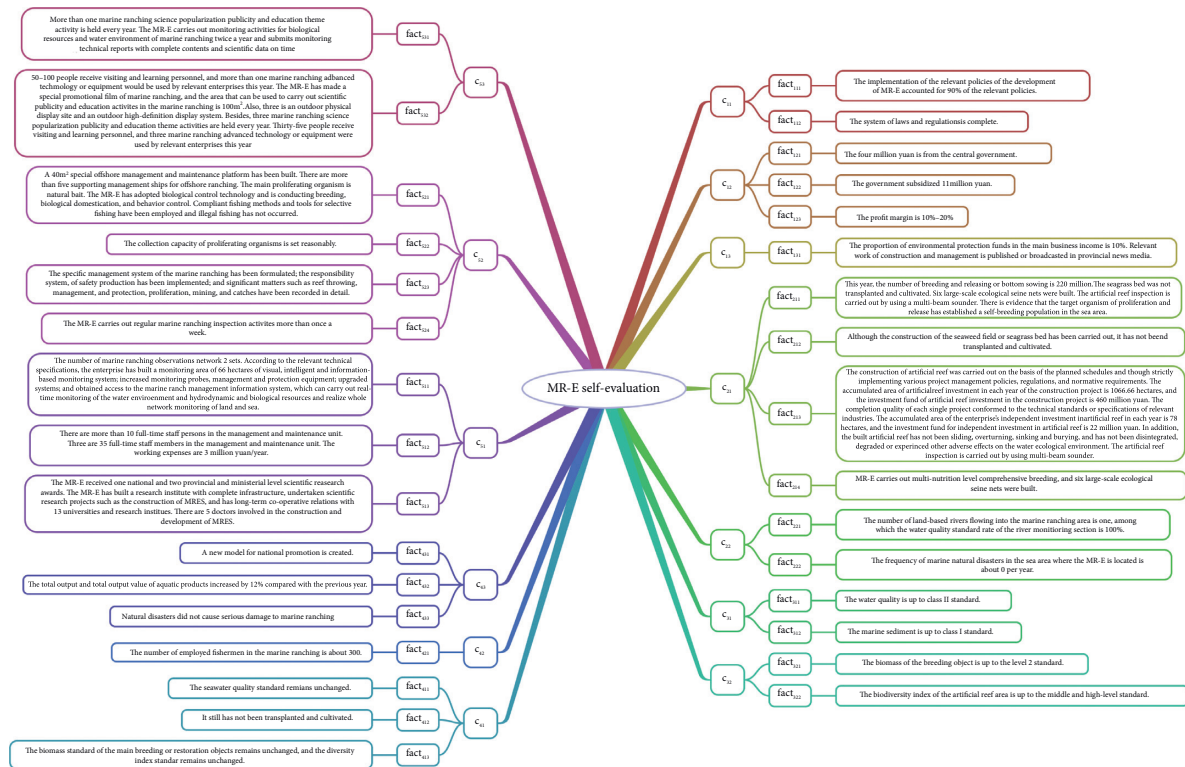 More than one marine ranching science popularization publicity and education theme
activity is held every year. The MR-E carries out monitoring activities for biological
resources and water environment of marine ranching twice a year and submits monitoring
technical reports with complete contents and scientific data on time
fact531
50–100 people receive visiting and learning personnel, and more than one marine ranching adbanced
technology or equipment would be used by relevant enterprises this year. The MR-E has made a
special promotional film of marine ranching, and the area that can be used to carry out scientific
publicity and education activites in the marine ranching is 100m². Also, three is an outdoor physical
display site and an outdoor high-definition display system. Besides, three marine ranching science
popularization publicity and education theme activities are held every year. Thirty-five people receive
visiting and learning personnel, and three marine ranching advanced technology or equipment were
used by relevant enterprises this year
fact532
c53
A 40m² special offshore management and maintenance platform has been built. There are more
than five supporting management ships for offshore ranching. The main proliferating organism is
natural bait. The MR-E has adopted biological control technology and is conducting breeding,
biological domestication, and behavior control. Compliant fishing methods and tools for selective
fishing have been employed and illegal fishing has not occurred.
fact521
The collection capacity of proliferating organisms is set reasonably.
fact522
The specific management system of the marine ranching has been formulated; the responsibility
system, of safety production has been implemented; and significant matters such as reef throwing,
management, and protection, proliferation, mining, and catches have been recorded in detail.
fact523
The MR-E carries out regular marine ranching inspection activites more than once a
week.
fact524
c52
The number of marine ranching observations network 2 sets. According to the relevant technical
specifications, the enterprise has built a momitoring area of 66 hectares of visual, intelligent and information-
based monitoring system; increased monitoring probes, management and protection equipment; upgraded
systems; and obtained access to the marine ranch management information system, which can carry out real-
time monitoring of the water enviroenment and hydrodynamic and biological resources and realize whole
network monitoring of land and sea.
fact511
There are more than 10 full-time staff persons in the management and maintenance unit.
Three are 35 full-time staff members in the management and maintenance unit. The
working expenses are 3 million yuan/year.
fact512
The MR-E received one national and two provincial and ministerial level scientific reasearch
awards. The MR-E has built a research institute with complete infrastructure, undertaken scientific
research projects such as the construction of MRES, and has long-term co-operative relations with
13 universities and research institues. There are 5 doctors involved in the construction and
development of MRES.
fact513
c51
A new model for national promotion is created.
fact431
The total output and total output value of aquatic products increased by 12% compared with the previous year.
fact432
Natural disasters did not cause serious damage to marine ranching
fact433
c43
The number of employed fishermen in the marine ranching is about 300.
fact421
c42
The seawater quality standard remians unchanged.
fact411
It still has not been transplanted and cultivated.
fact412
The biomass standard of the main breeding or restoration objects remains unchanged, and the diversity
index standar remains unchanged.
fact413
c41
MR-E self-evaluation
c11
fact111
The implementation of the relevant policies of the development
of MR-E accounted for 90% of the relevant policies.
fact112
The system of laws and regulationsis complete.
c12
fact121
The four million yuan is from the central government.
fact122
The government subsidized 11million yuan.
fact123
The profit margin is 10%–20%
c13
fact131
The proportion of environmental protection funds in the main business income is 10%. Relevant
work of construction and management is published or broadcasted in provincial news media.
c21
fact211
This year, the number of breeding and releasing or bottom sowing is 220 million.The seagrass bed was not
transplanted and cultivated. Six large-scale ecological seine nets were built. The artificial reef inspection is
carried out by using a multi-beam sounder. There is evidence that the target organism of proliferation and
release has established a self-breeding population in the sea area.
fact212
Although the construction of the seaweed field or seagrass bed has been carried out, it has not beend
transplanted and cultivated.
fact213
The construction of artificial reef was carried out on the basis of the planned schedules and though strictly
implementing various project management policies, regulations, and normative requirements. The
accumulated area of artificialreef investment in each year of the construction project is 1066.66 hectares, and
the investment fund of artificial reef investment in the construction project is 460 million yuan. The
completion quality of each single project conformed to the technical standards or specifications of relevant
industries. The accumulated area of the enterprise's independent investment inartificial reef in each year is 78
hectares, and the investment fund for independent investment in artificial reef is 22 million yuan. In addition,
the built artificial reef has not been sliding, overturning, sinking and burying, and has not been disintegrated,
degraded or experinced other adverse effects on the water ecological environment. The artificial reef
inspection is carried out by using multi-beam sounder.
fact214
MR-E carries out multi-nutrition level comprehensive breeding, and six large-scale ecological
seine nets were built.
c22
fact221
The number of land-based rivers flowing into the marine ranching area is one, among
which the water quality standard rate of the river monitoring section is 100%.
fact222
The frequency of marine natural disasters in the sea area where the MR-E is located is
about 0 per year.
c31
fact311
The water quality is up to class II standard.
fact312
The marine sediment is up to class I standard.
c32
fact321
The biomass of the breeding object is up to the level 2 standard.
fact322
The biodiversity index of the artificial reef area is up to the middle and high-level standard.